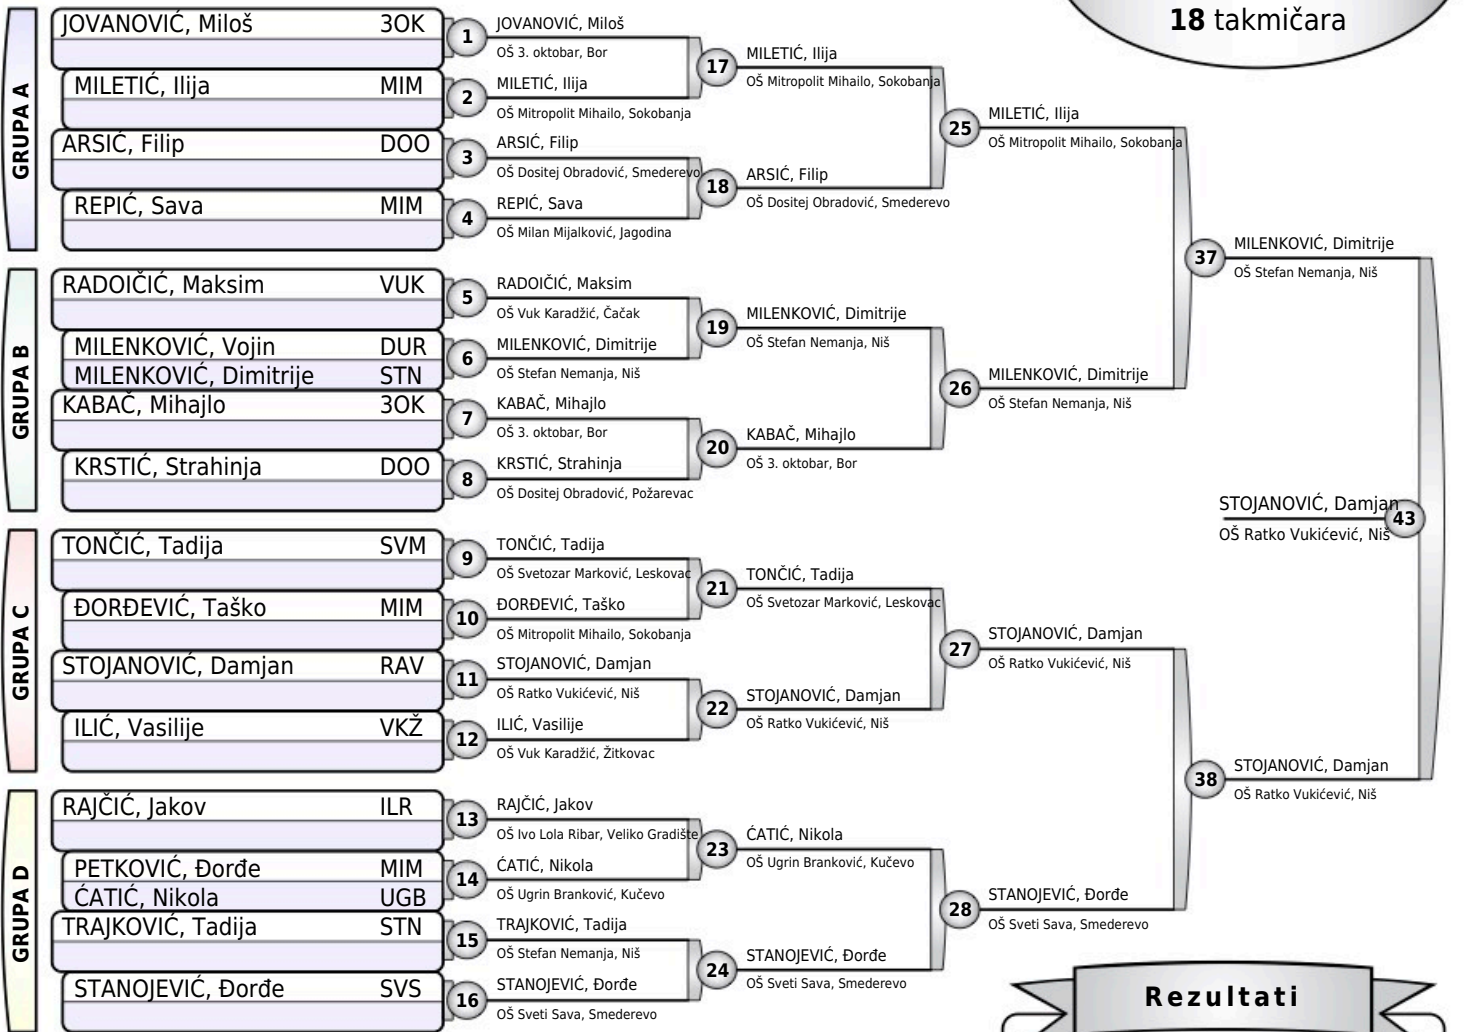 18 takmičara
GRUPA A
JOVANOVIĆ, Miloš 3OK
MILETIĆ, Ilija MIM
ARSIĆ, Filip DOO
REPIĆ, Sava MIM
GRUPA B
RADOIČIĆ, Maksim VUK
MILENKOVIĆ, Vojin DUR
MILENKOVIĆ, Dimitrije STN
KABAČ, Mihajlo 3OK
KRSTIĆ, Strahinja DOO
GRUPA C
TONČIĆ, Tadija SVM
ĐORĐEVIĆ, Taško MIM
STOJANOVIĆ, Damjan RAV
ILIĆ, Vasilije VKŽ
GRUPA D
RAJČIĆ, Jakov ILR
PETKOVIĆ, Đorđe MIM
ĆATIĆ, Nikola UGB
TRAJKOVIĆ, Tadija STN
STANOJEVIĆ, Đorđe SVS
1 JOVANOVIĆ, Miloš
OŠ 3. oktobar, Bor
2 MILETIĆ, Ilija
OŠ Mitropolit Mihailo, Sokobanja
3 ARSIĆ, Filip
OŠ Dositej Obradović, Smederevo
4 REPIĆ, Sava
OŠ Milan Mijalković, Jagodina
5 RADOIČIĆ, Maksim
OŠ Vuk Karadžić, Čačak
6 MILENKOVIĆ, Dimitrije
OŠ Stefan Nemanja, Niš
7 KABAČ, Mihajlo
OŠ 3. oktobar, Bor
8 KRSTIĆ, Strahinja
OŠ Dositej Obradović, Požarevac
9 TONČIĆ, Tadija
OŠ Svetozar Marković, Leskovac
10 ĐORĐEVIĆ, Taško
OŠ Mitropolit Mihailo, Sokobanja
11 STOJANOVIĆ, Damjan
OŠ Ratko Vukićević, Niš
12 ILIĆ, Vasilije
OŠ Vuk Karadžić, Žitkovac
13 RAJČIĆ, Jakov
OŠ Ivo Lola Ribar, Veliko Gradište
14 ĆATIĆ, Nikola
OŠ Ugrin Branković, Kučevo
15 TRAJKOVIĆ, Tadija
OŠ Stefan Nemanja, Niš
16 STANOJEVIĆ, Đorđe
OŠ Sveti Sava, Smederevo
17 MILETIĆ, Ilija
OŠ Mitropolit Mihailo, Sokobanja
18 ARSIĆ, Filip
OŠ Dositej Obradović, Smederevo
19 MILENKOVIĆ, Dimitrije
OŠ Stefan Nemanja, Niš
20 KABAČ, Mihajlo
OŠ 3. oktobar, Bor
21 TONČIĆ, Tadija
OŠ Svetozar Marković, Leskovac
22 STOJANOVIĆ, Damjan
OŠ Ratko Vukićević, Niš
23 ĆATIĆ, Nikola
OŠ Ugrin Branković, Kučevo
24 STANOJEVIĆ, Đorđe
OŠ Sveti Sava, Smederevo
25 MILETIĆ, Ilija
OŠ Mitropolit Mihailo, Sokobanja
26 MILENKOVIĆ, Dimitrije
OŠ Stefan Nemanja, Niš
27 STOJANOVIĆ, Damjan
OŠ Ratko Vukićević, Niš
28 STANOJEVIĆ, Đorđe
OŠ Sveti Sava, Smederevo
37 MILENKOVIĆ, Dimitrije
OŠ Stefan Nemanja, Niš
38 STOJANOVIĆ, Damjan
OŠ Ratko Vukićević, Niš
STOJANOVIĆ, Damjan 43
OŠ Ratko Vukićević, Niš
Rezultati